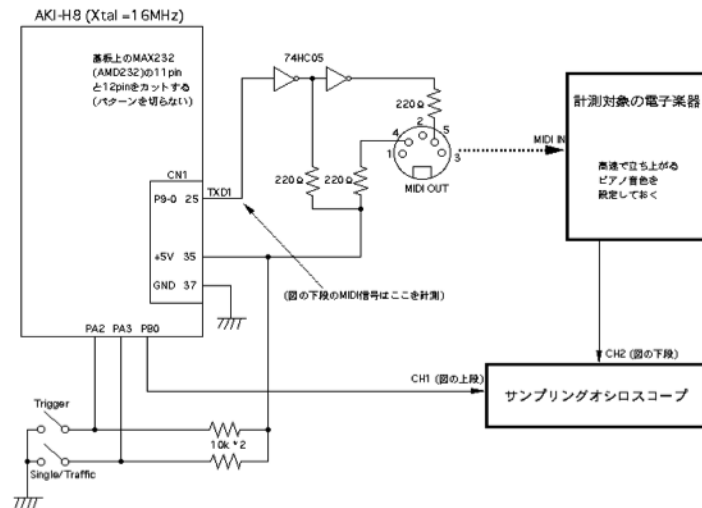 AKI-H8 (Xtal =16MHz)
基板上のMAX232
(AMD232)の11pin
と12pinをカットする
(パターンを切らない)
74HC05
220Ω
2
4
5
1
3
MIDI OUT
220Ω
220Ω
MIDI IN
計測対象の電子楽器
高速で立ち上がる
ピアノ音色を
設定しておく
CN1
TXD1
P9-0 25
+5V 35
GND 37
(図の下段のMIDI信号はここを計測)
PA2 PA3 PB0
CH1 (図の上段)
CH2 (図の下段)
サンプリングオシロスコープ
Trigger
10k *2
Single/Traffic